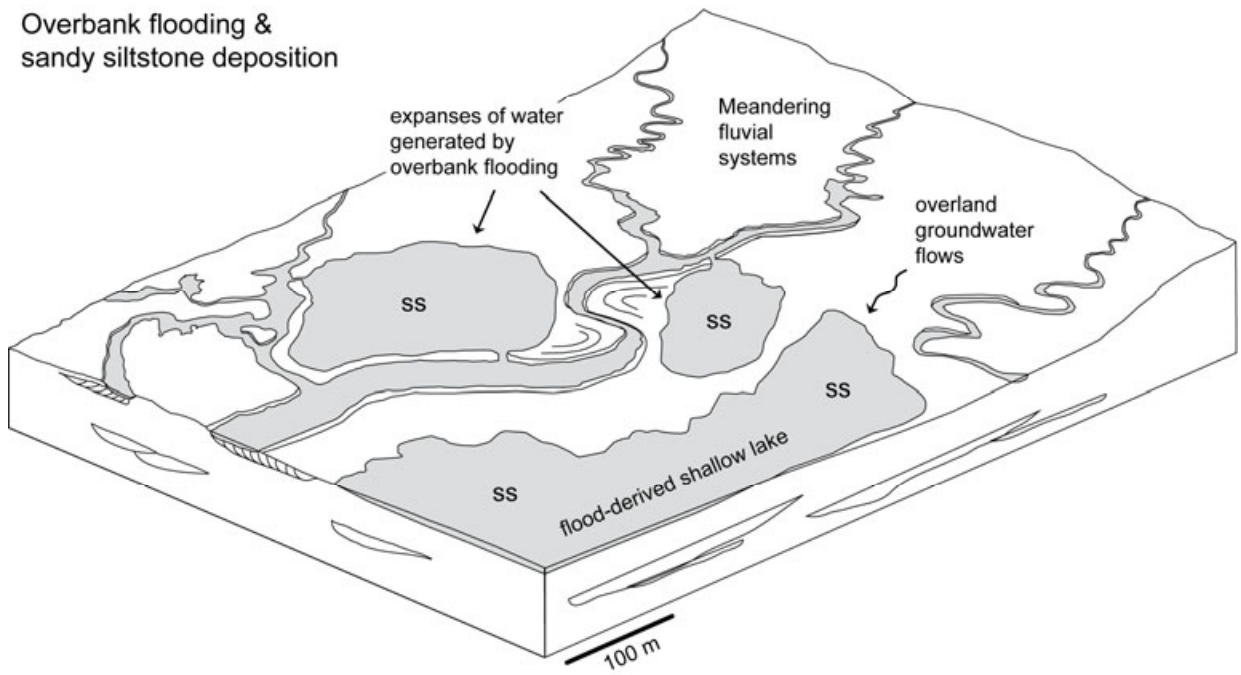 Overbank flooding &
sandy siltstone deposition
expanses of water
generated by
overbank flooding
Meandering
fluvial
systems
overland
groundwater
flows
ss
ss
ss
ss
flood-derived shallow lake
100 m